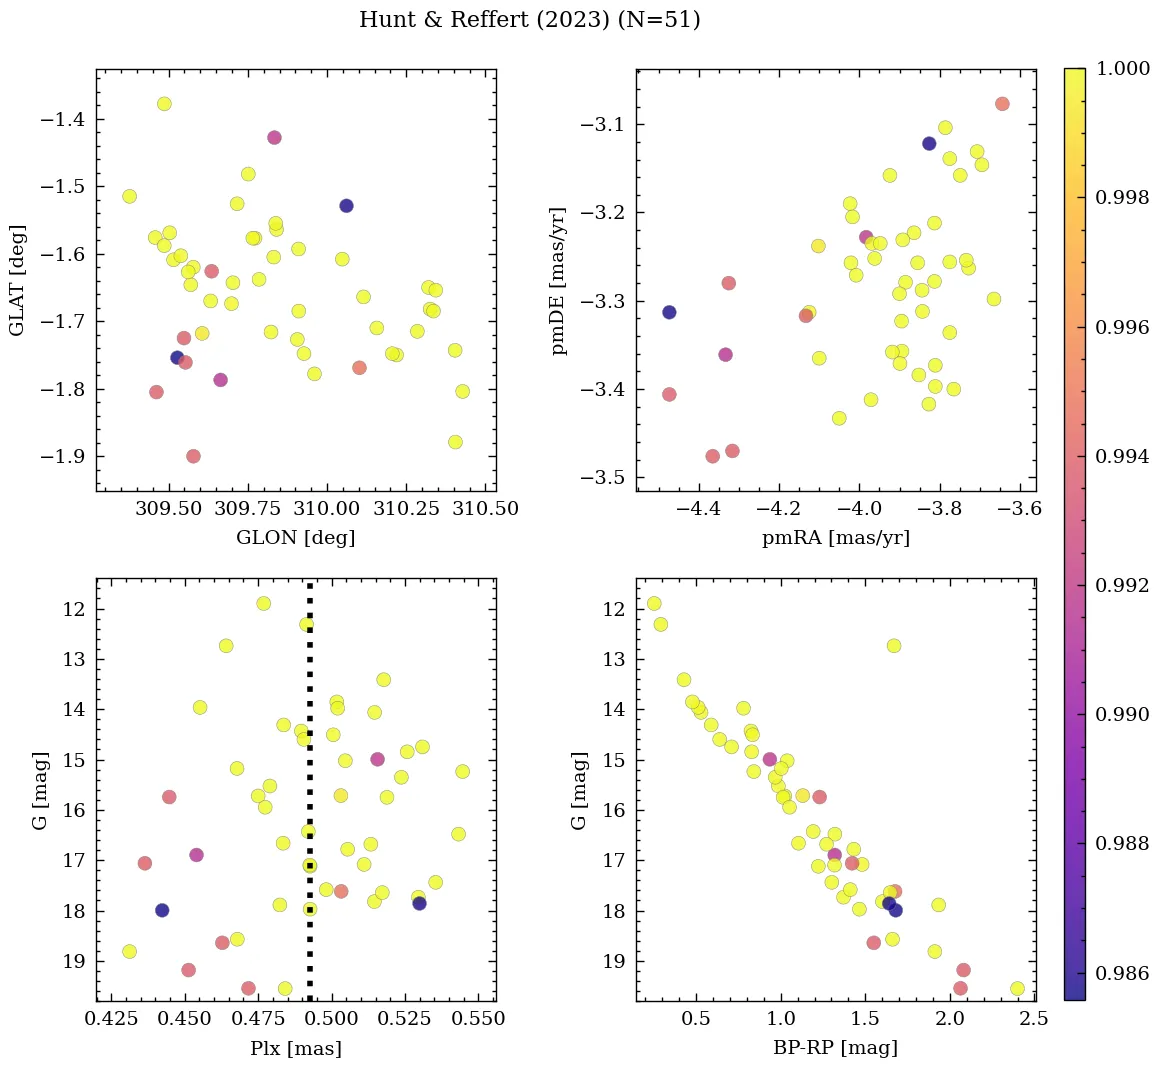 Hunt & Reffert (2023) (N=51)
−1.4
−1.5
−1.6
−1.7
−1.8
−1.9
GLAT [deg]
309.50 309.75 310.00 310.25 310.50
GLON [deg]
−3.1
−3.2
−3.3
−3.4
−3.5
pmDE [mas/yr]
−4.4 −4.2 −4.0 −3.8 −3.6
pmRA [mas/yr]
12
13
14
15
16
17
18
19
G [mag]
0.425 0.450 0.475 0.500 0.525 0.550
Plx [mas]
12
13
14
15
16
17
18
19
G [mag]
0.5 1.0 1.5 2.0 2.5
BP-RP [mag]
1.000
0.998
0.996
0.994
0.992
0.990
0.988
0.986